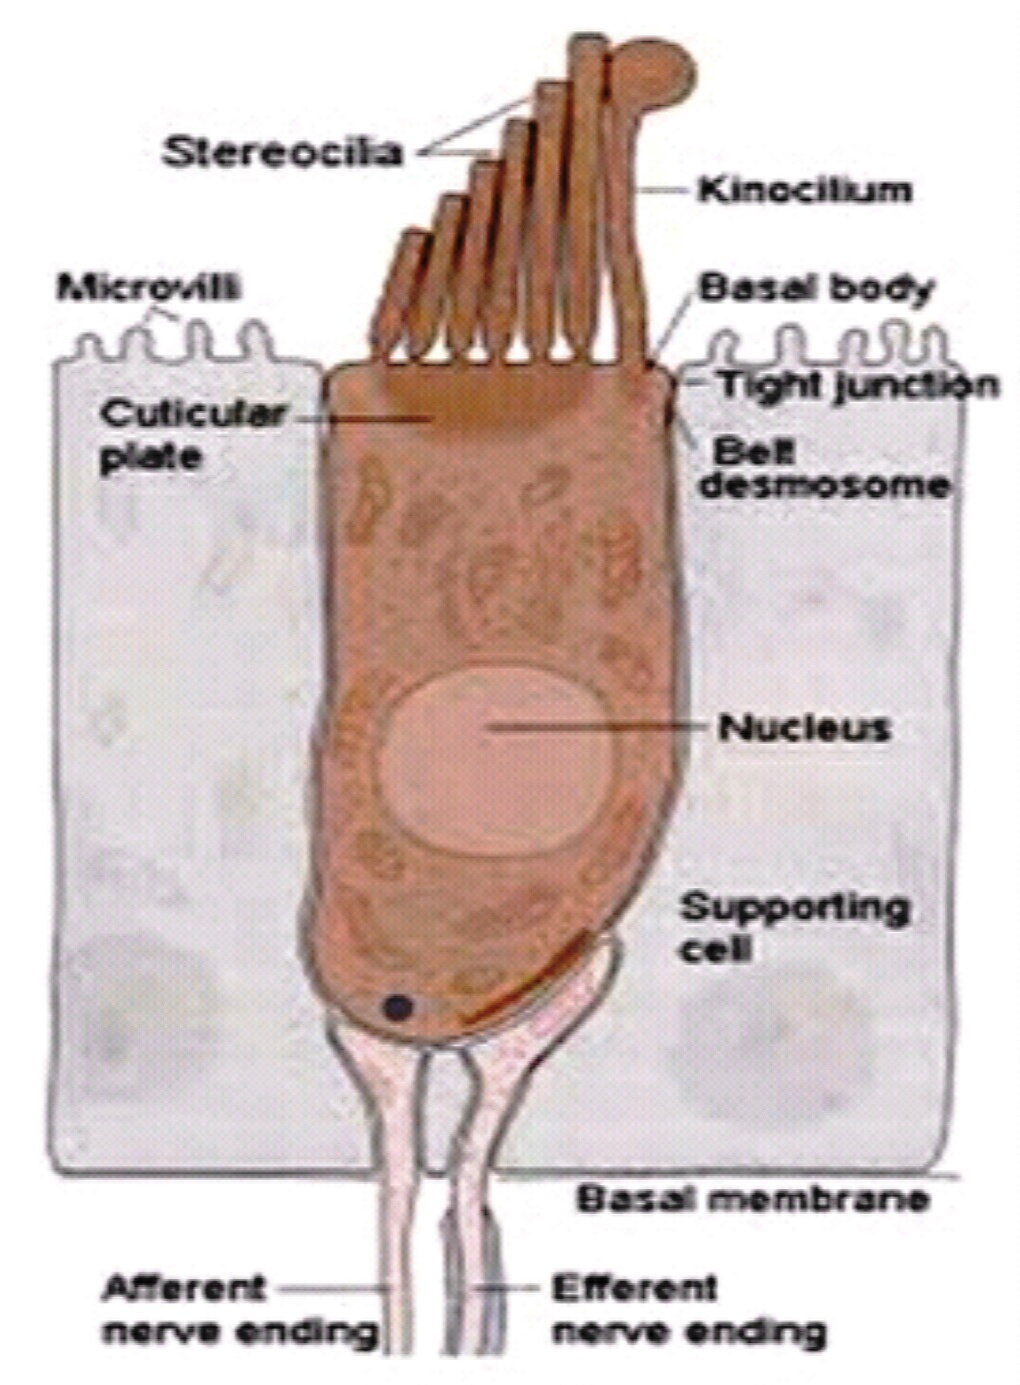 Stereocilia
Kinocilium
Microvilli
Basal body
Tight junction
Cuticular
plate
Belt
desmosome
Nucleus
Supporting
cell
Basal membrane
Afferent
nerve ending
Efferent
nerve ending